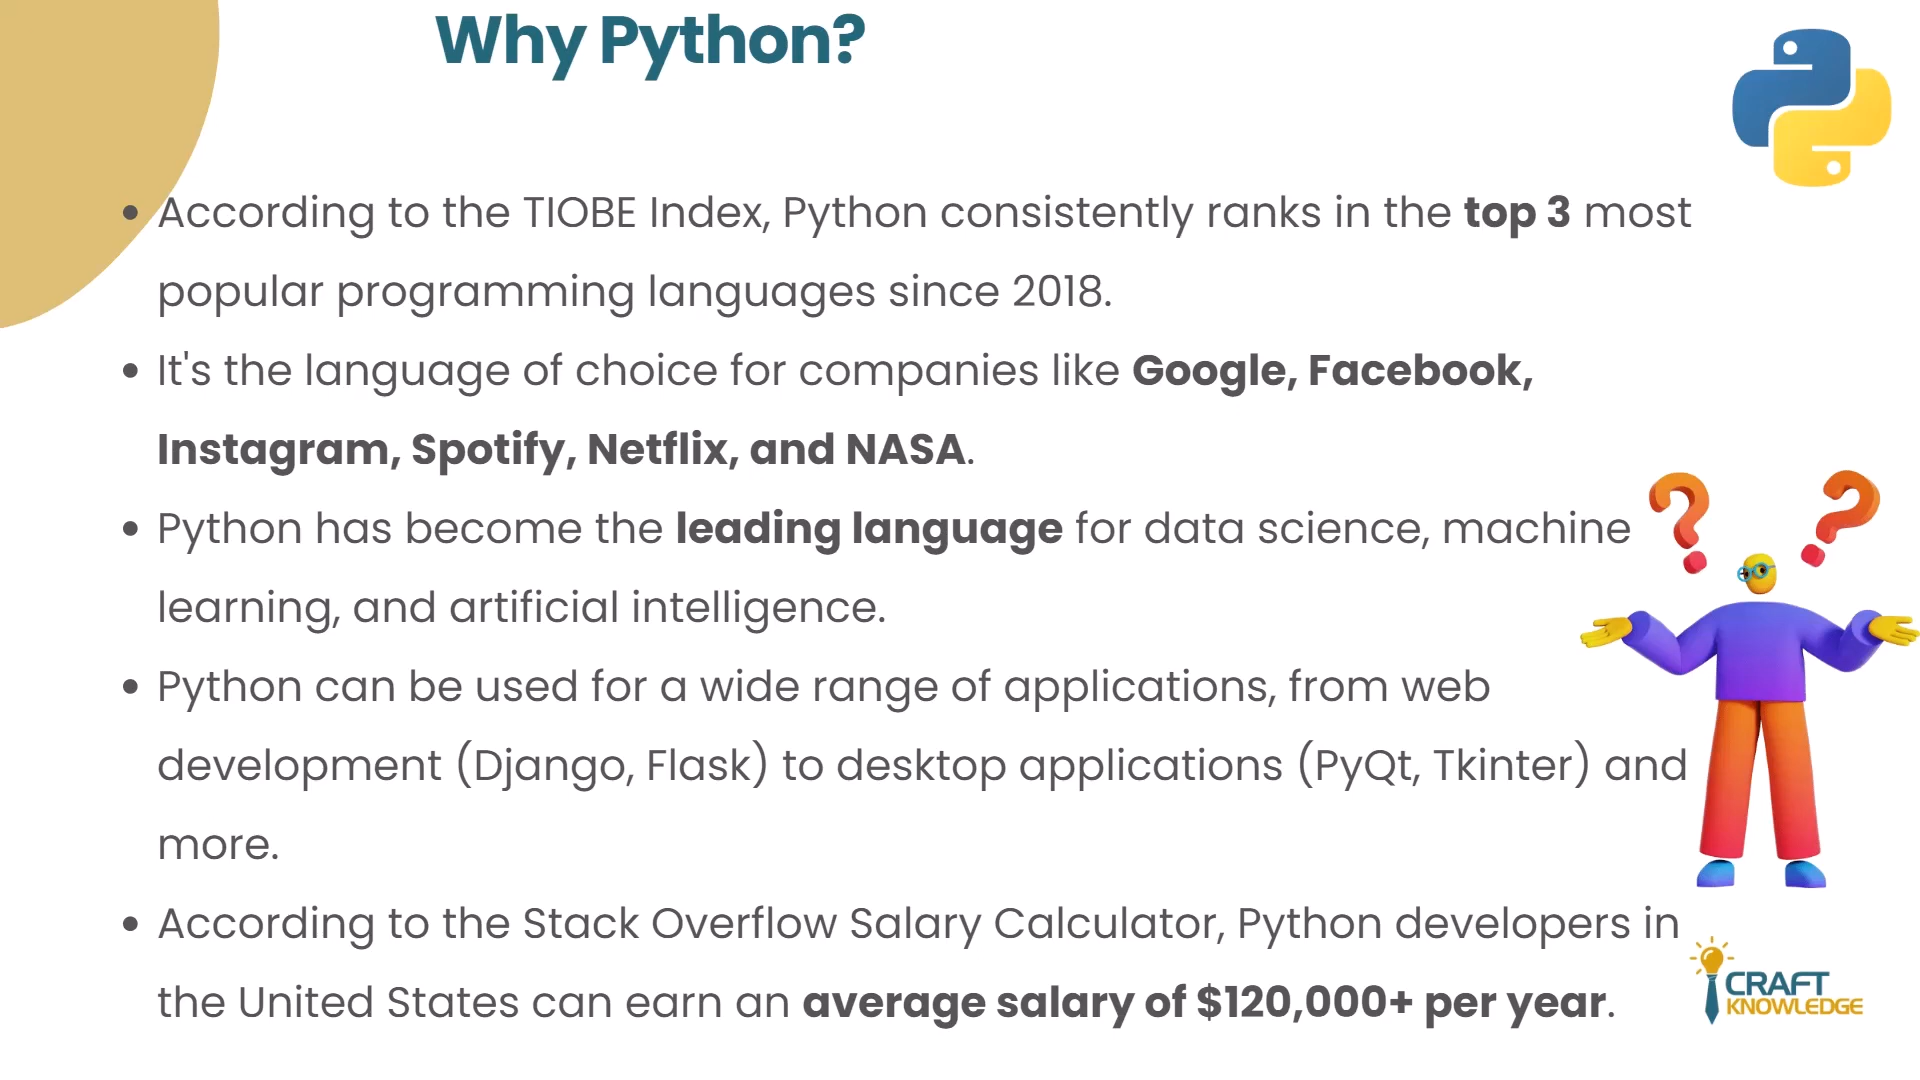 Why Python?
• According to the TIOBE Index, Python consistently ranks in the top 3 most
popular programming languages since 2018.
• It's the language of choice for companies like Google, Facebook,
Instagram, Spotify, Netflix, and NASA.
• Python has become the leading language for data science, machine
learning, and artificial intelligence.
• Python can be used for a wide range of applications, from web
development (Django, Flask) to desktop applications (PyQt, Tkinter) and
more.
• According to the Stack Overflow Salary Calculator, Python developers in
the United States can earn an average salary of $120,000+ per year.
CRAFT
KNOWLEDGE